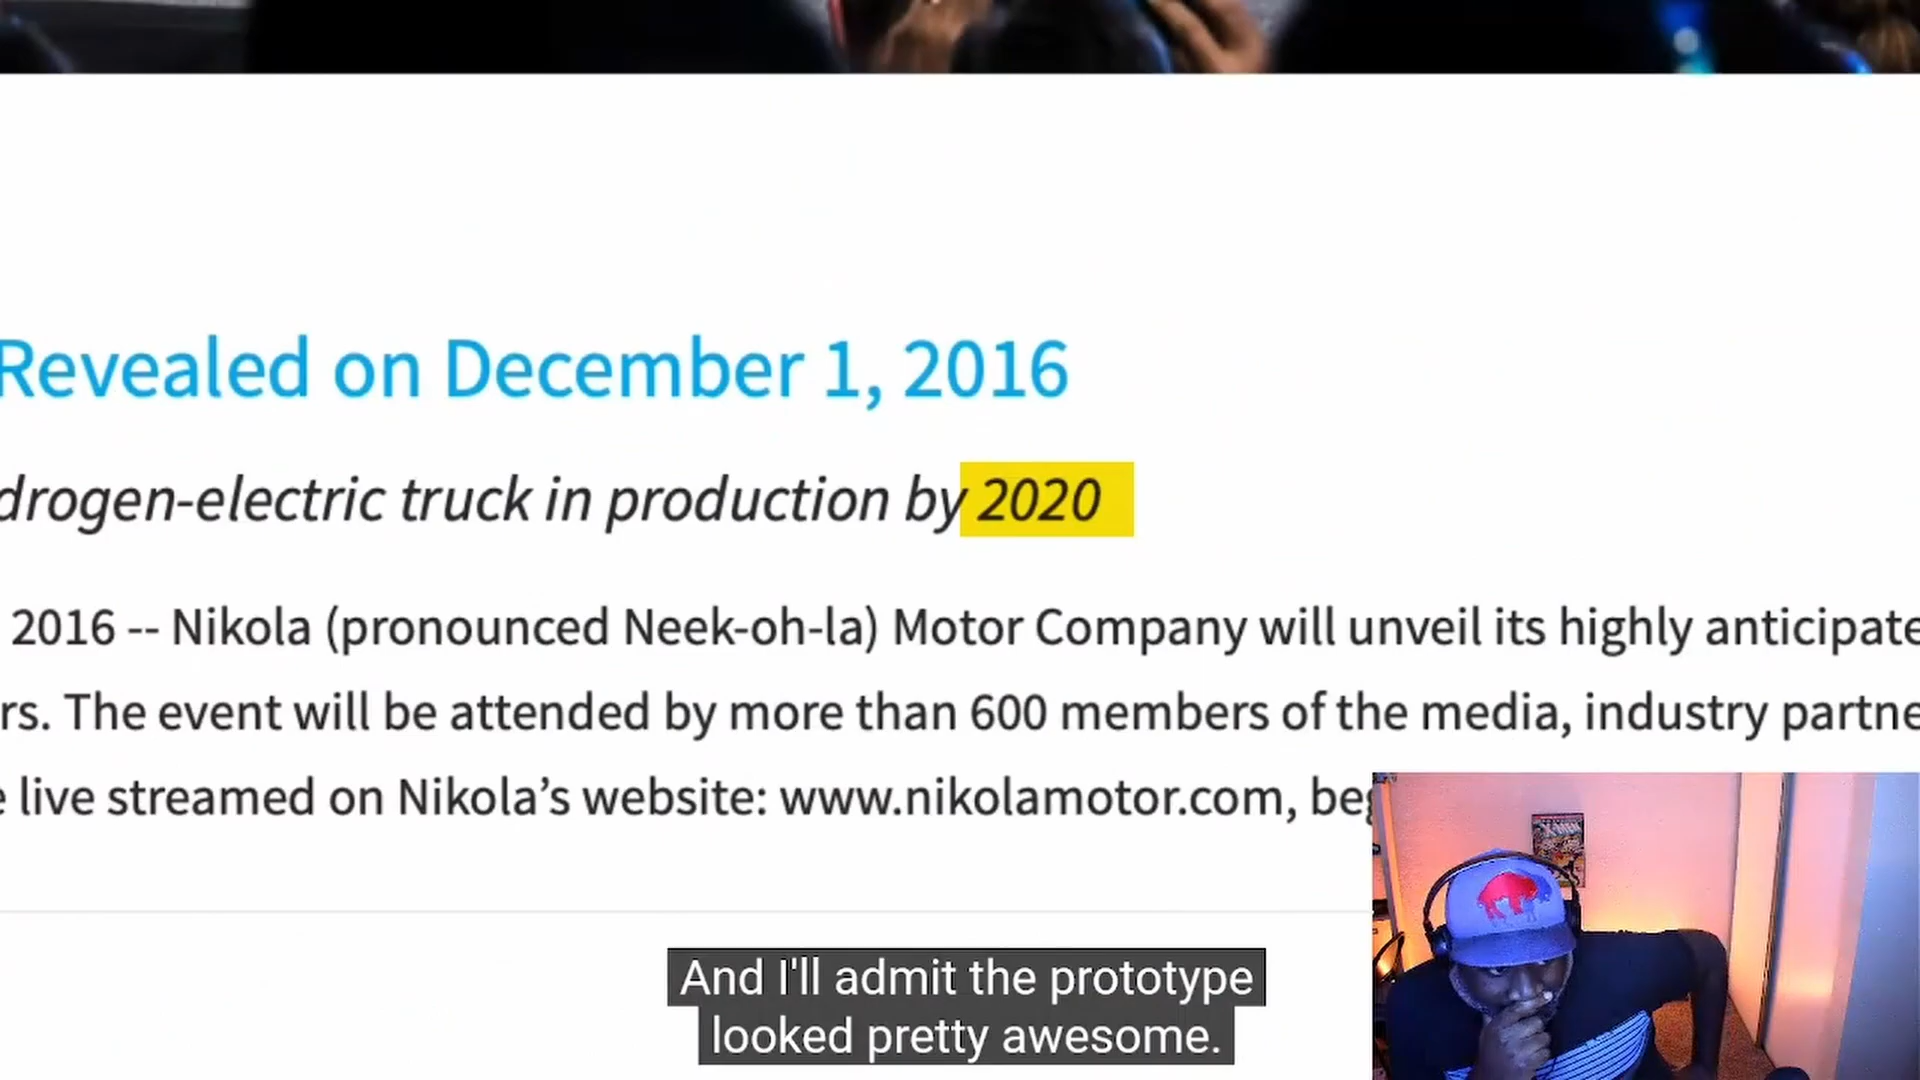 Revealed on December 1, 2016
drogen-electric truck in production by 2020
2016 -- Nikola (pronounced Neek-oh-la) Motor Company will unveil its highly anticipate
rs. The event will be attended by more than 600 members of the media, industry partne
e live streamed on Nikola’s website: www.nikolamotor.com, beg
X-MEN
And I'll admit the prototype
looked pretty awesome.